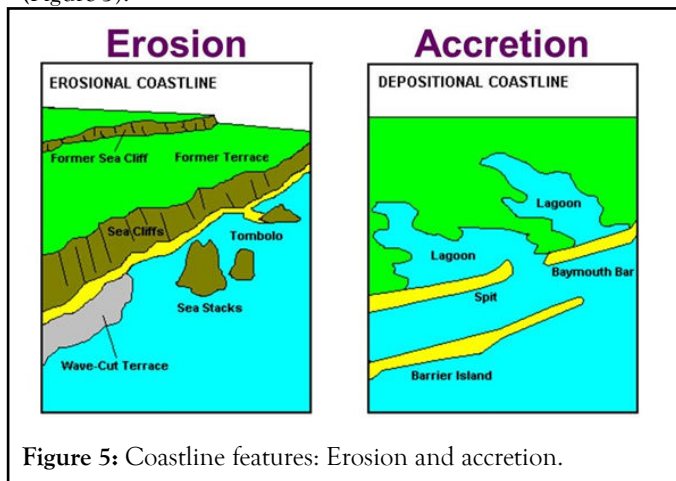 (Figure 5).
Erosion
EROSIONAL COASTLINE
Former Sea Cliff
Former Terrace
Sea Cliffs
Tombolo
Sea Stacks
Wave-Cut Terrace
Accretion
DEPOSITIONAL COASTLINE
Lagoon
Lagoon
Baymouth Bar
Spit
Barrier Island
Figure 5: Coastline features: Erosion and accretion.